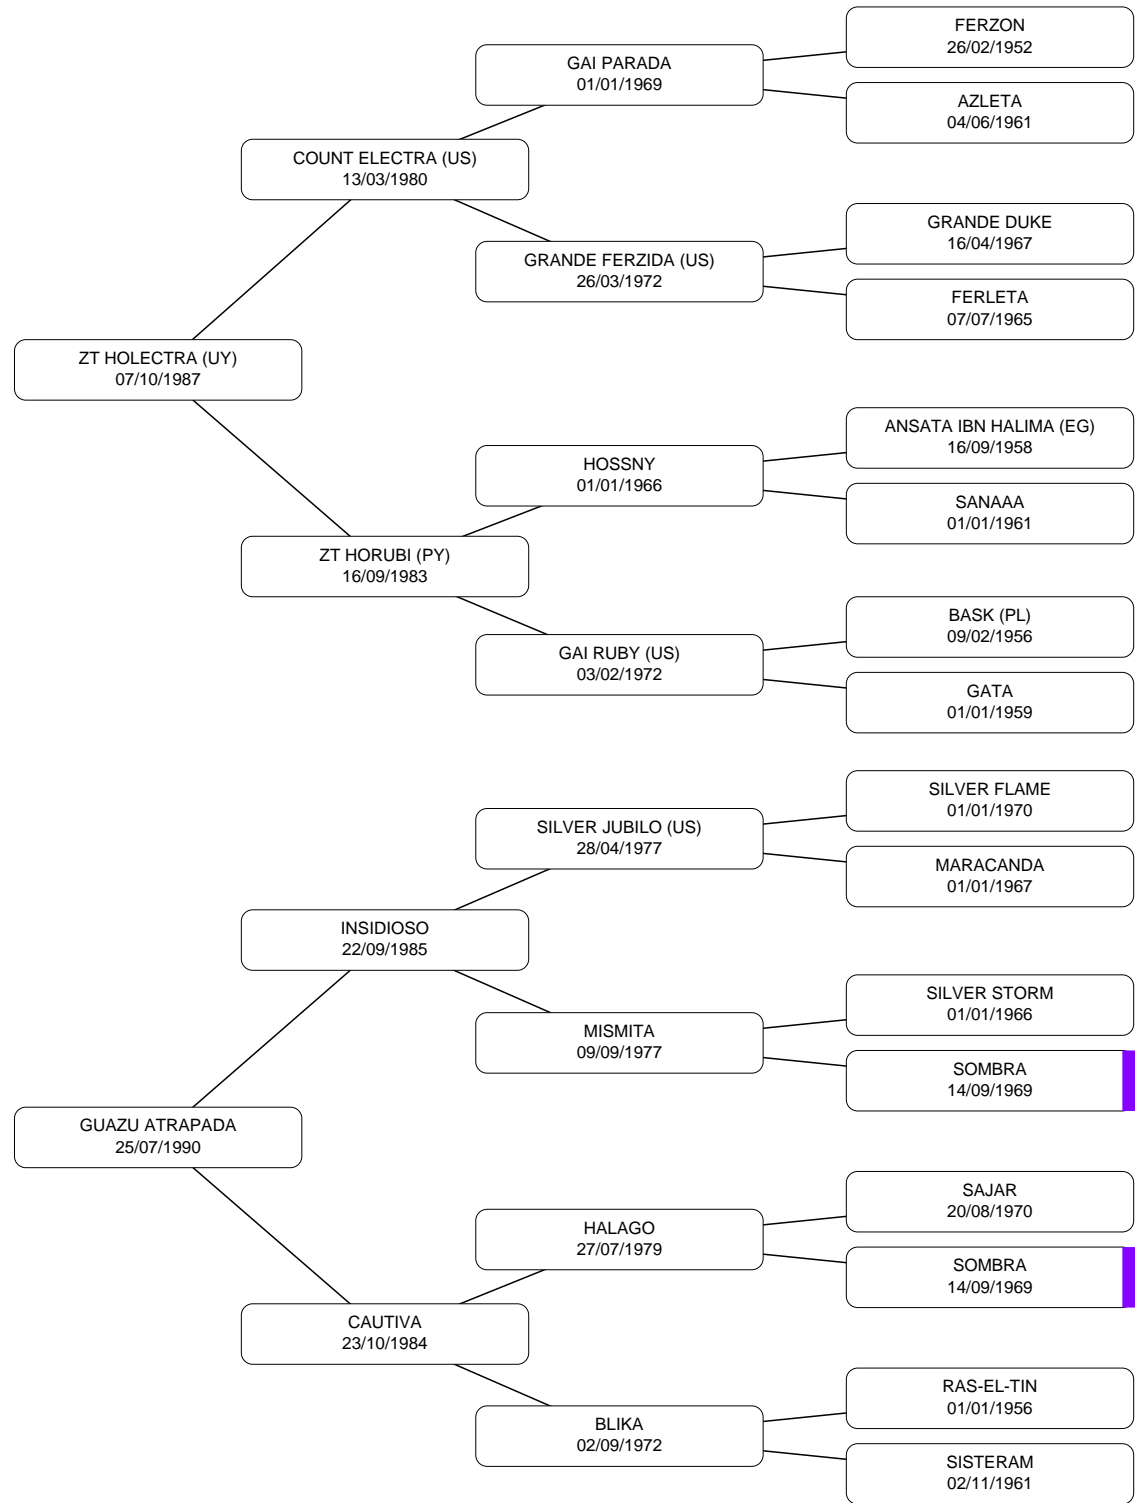 FERZON
26/02/1952
GAI PARADA
01/01/1969
AZLETA
04/06/1961
COUNT ELECTRA (US)
13/03/1980
GRANDE DUKE
16/04/1967
GRANDE FERZIDA (US)
26/03/1972
FERLETA
07/07/1965
ZT HOLECTRA (UY)
07/10/1987
ANSATA IBN HALIMA (EG)
16/09/1958
HOSSNY
01/01/1966
SANAAA
01/01/1961
ZT HORUBI (PY)
16/09/1983
BASK (PL)
09/02/1956
GAI RUBY (US)
03/02/1972
GATA
01/01/1959
SILVER FLAME
01/01/1970
SILVER JUBILO (US)
28/04/1977
MARACANDA
01/01/1967
INSIDIOSO
22/09/1985
SILVER STORM
01/01/1966
MISMITA
09/09/1977
SOMBRA
14/09/1969
GUAZU ATRAPADA
25/07/1990
SAJAR
20/08/1970
HALAGO
27/07/1979
SOMBRA
14/09/1969
CAUTIVA
23/10/1984
RAS-EL-TIN
01/01/1956
BLIKA
02/09/1972
SISTERAM
02/11/1961